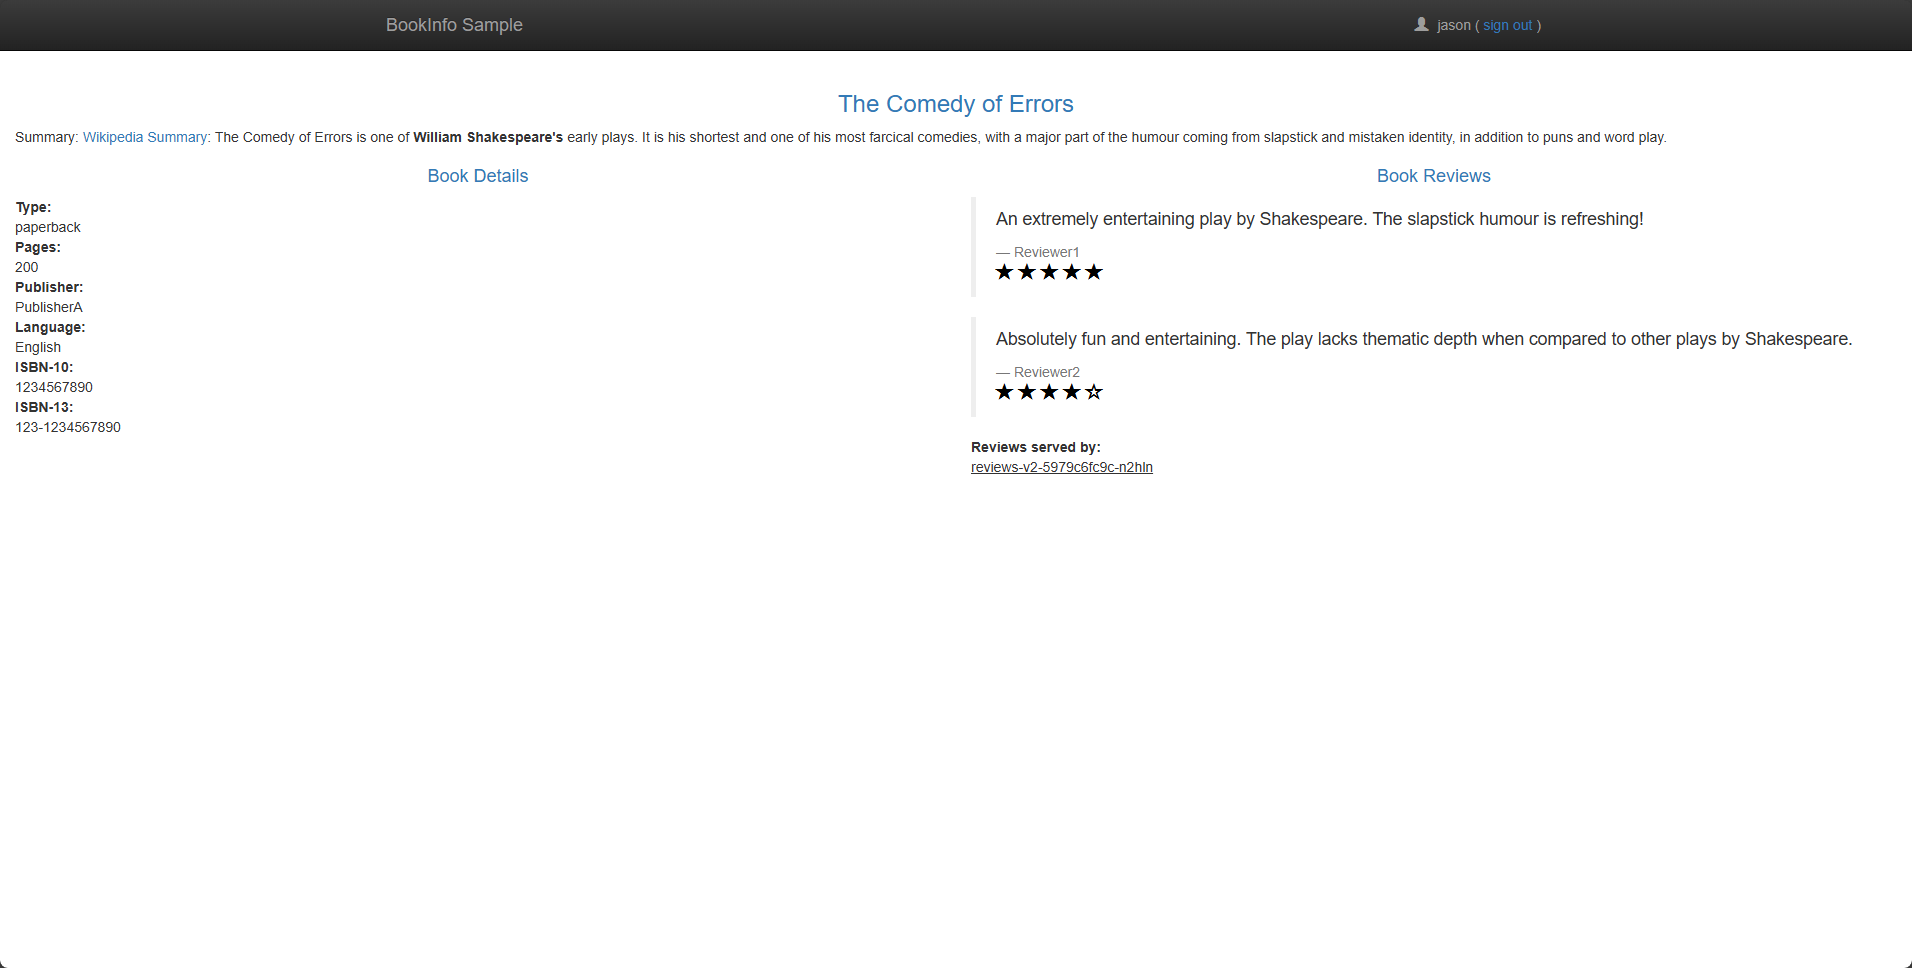 BookInfo Sample
jason ( sign out )
The Comedy of Errors
Summary: Wikipedia Summary: The Comedy of Errors is one of William Shakespeare's early plays. It is his shortest and one of his most farcical comedies, with a major part of the humour coming from slapstick and mistaken identity, in addition to puns and word play.
Book Details
Type:
paperback
Pages:
200
Publisher:
PublisherA
Language:
English
ISBN-10:
1234567890
ISBN-13:
123-1234567890
Book Reviews
An extremely entertaining play by Shakespeare. The slapstick humour is refreshing!
— Reviewer1
★★★★★
Absolutely fun and entertaining. The play lacks thematic depth when compared to other plays by Shakespeare.
— Reviewer2
★★★★☆
Reviews served by:
reviews-v2-5979c6fc9c-n2hln